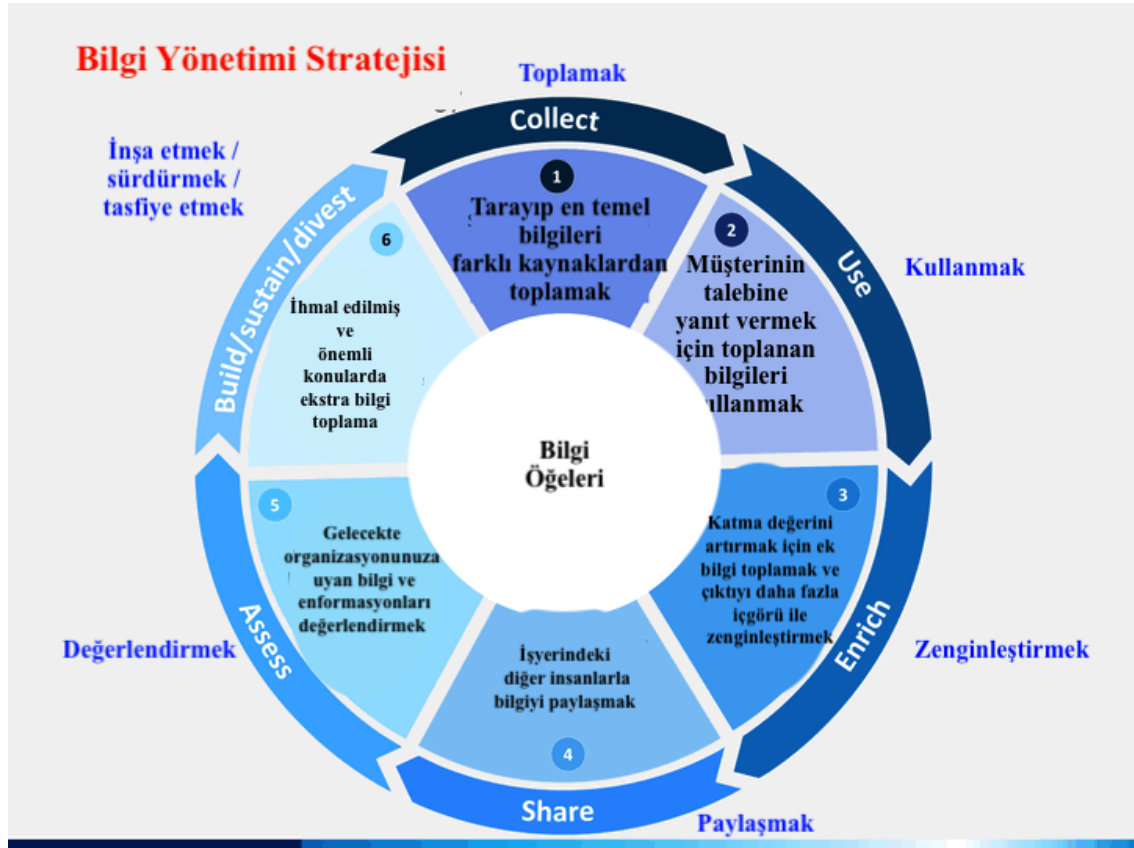 Bilgi Yönetimi Stratejisi
Toplamak
Collect
1
Tarayıp en temel
bilgileri
farklı kaynaklardan
toplamak
Kullanmak
Use
2
Müşterinin
talebine
yanıt vermek
için toplanan
bilgileri
ullanmak
Zenginleştirmek
Enrich
3
Katma değerini
artırmak için ek
bilgi toplamak ve
çıktıyı daha fazla
içgörü ile
zenginleştirmek
Paylaşmak
Share
4
İşyerindeki
diğer insanlarla
bilgiyi paylaşmak
Değerlendirmek
Assess
5
Gelecekte
organizasyonunuza
uyan bilgi ve
enformasyonları
değerlendirmek
İnşa etmek /
sürdürmek /
tasfiye etmek
Build/sustain/divest
6
İhmal edilmiş
ve
önemli
konularda
ekstra bilgi
toplama
Bilgi
Öğeleri